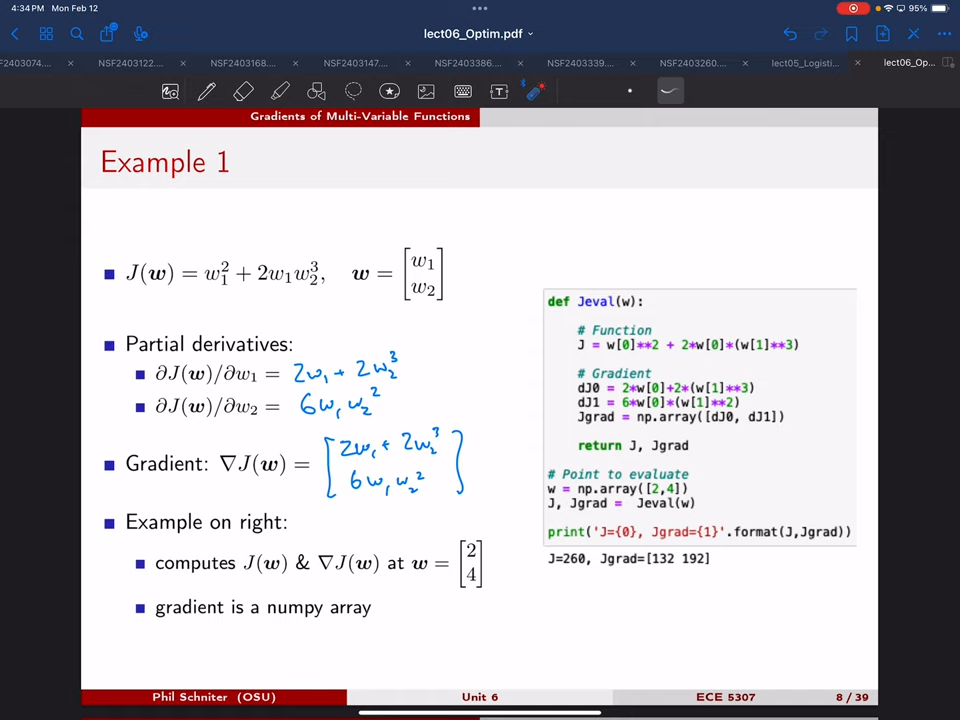 4:34 PM Mon Feb 12
95%
lect06_Optim.pdf
NSF2403074.... × NSF2403122.... × NSF2403168.... × NSF2403147.... × NSF2403386.... × NSF2403339.... × NSF2403260.... × lect05_Logisti... × lect06_Op...
Gradients of Multi-Variable Functions
Example 1
J(w) = w₁² + 2w₁w₂³, w = [w₁ w₂]
Partial derivatives:
∂J(w)/∂w₁ = 2w₁ + 2w₂³
∂J(w)/∂w₂ = 6w₁w₂²
Gradient: ∇J(w) = [2w₁ + 2w₂³
6w₁w₂²]
Example on right:
computes J(w) & ∇J(w) at w = [2 4]
gradient is a numpy array
def Jeval(w):
# Function
J = w[0]**2 + 2*w[0]*(w[1]**3)
# Gradient
dJ0 = 2*w[0]+2*(w[1]**3)
dJ1 = 6*w[0]*(w[1]**2)
Jgrad = np.array([dJ0, dJ1])
return J, Jgrad
# Point to evaluate
w = np.array([2,4])
J, Jgrad = Jeval(w)
print('J={0}, Jgrad={1}'.format(J,Jgrad))
J=260, Jgrad=[132 192]
Phil Schniter (OSU) Unit 6 ECE 5307 8 / 39